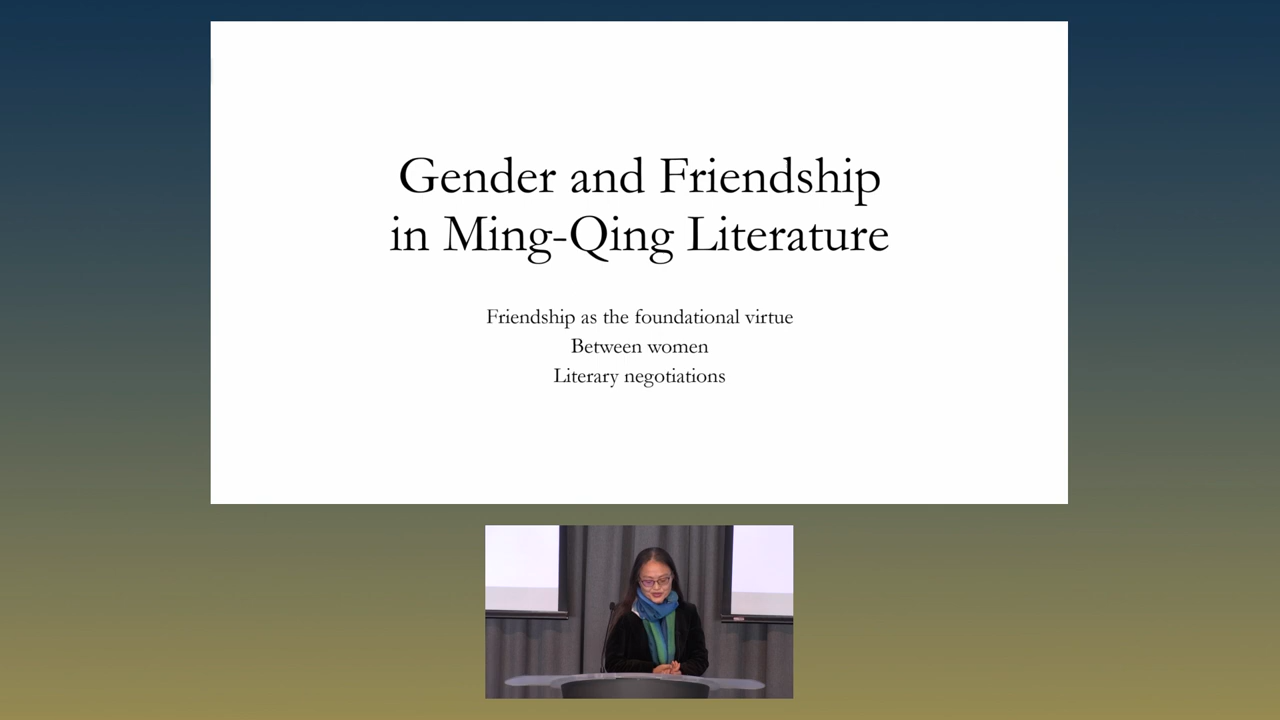 Gender and Friendship
in Ming-Qing Literature
Friendship as the foundational virtue
Between women
Literary negotiations